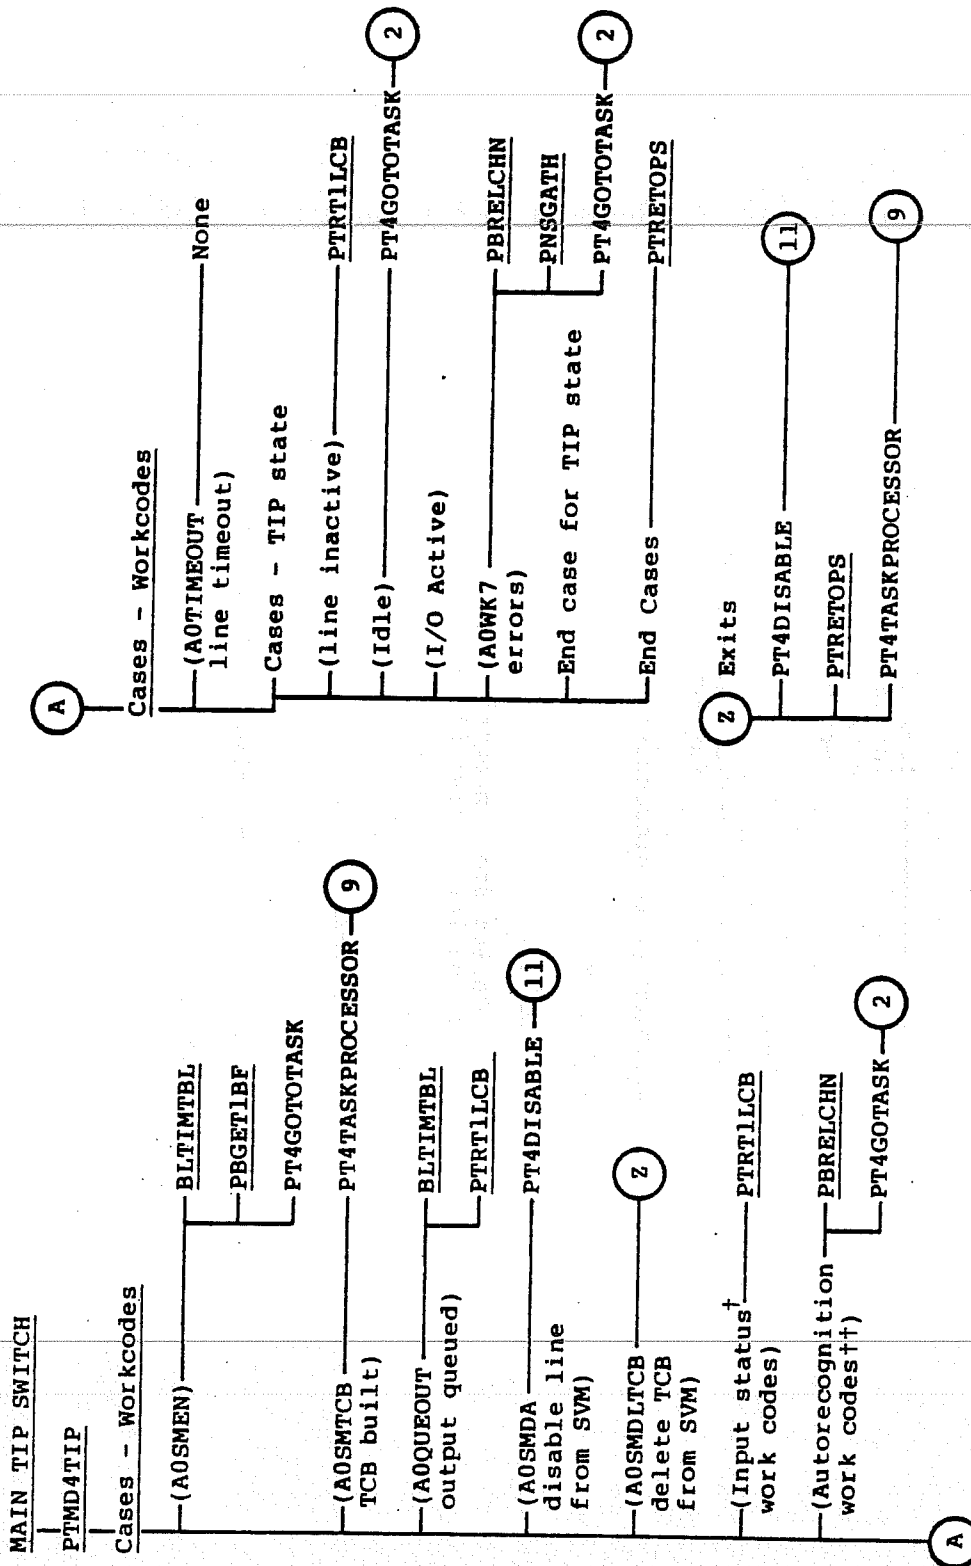 MAIN TIP SWITCH
PTMD4TIP
Cases - Workcodes
(A0SMEN) BLTIMTBL
PBGET1BF
PT4GOTOTASK
(A0SMTCB PT4TASKPROCESSOR 9
TCB built)
(A0QUEOUT BLTIMTBL
output queued) PTRT1LCB
(A0SMDA PT4DISABLE 11
disable line
from SVM)
(A0SMDLTCB Z
delete TCB
from SVM)
(Input status† PTRT1LCB
work codes)
(Autorecognition PBRELCHN
work codes††) PT4GOTASK 2
A
A
Cases - Workcodes
(A0TIMEOUT None
line timeout)
Cases - TIP state
(line inactive) PTRT1LCB
(Idle) PT4GOTOTASK 2
(I/O Active)
(A0WK7 PBRELCHN
errors) PNSGATH
PT4GOTOTASK 2
End case for TIP state
End Cases PTRETOPS
Z Exits
PT4DISABLE 11
PTRETOPS
PT4TASKPROCESSOR 9